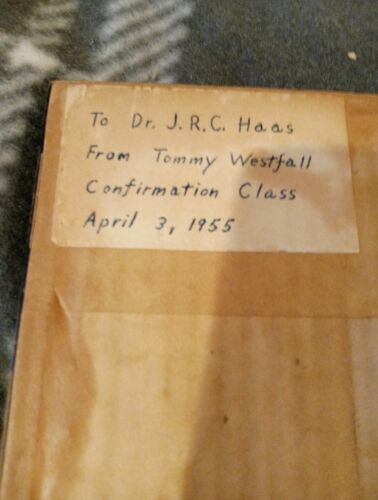 To Dr. J.R.C. Haas
From Tommy Westfall
Confirmation Class
April 3, 1955